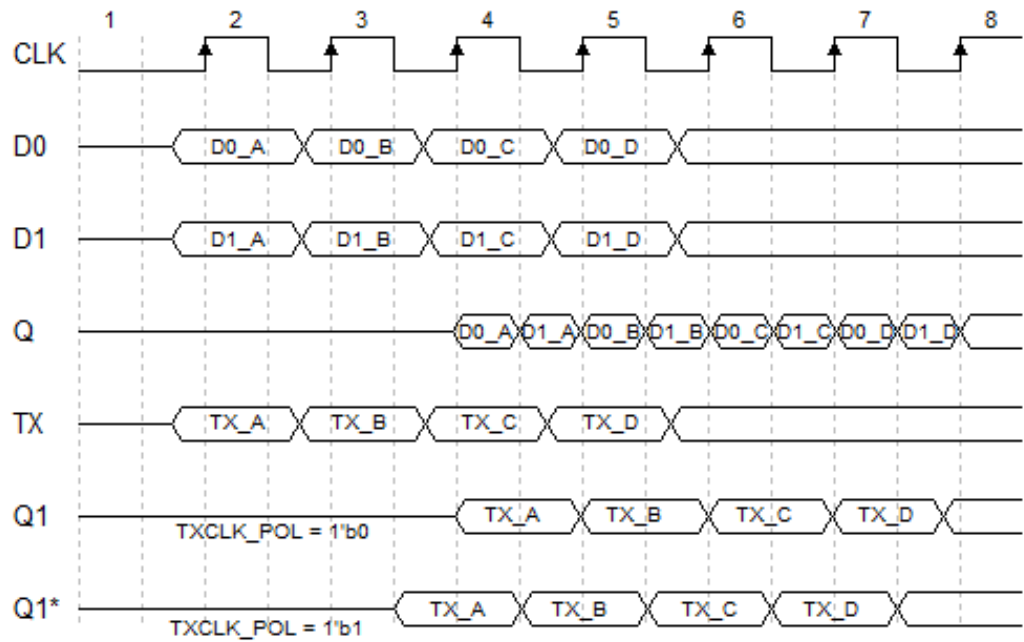 1 2 3 4 5 6 7 8
CLK
D0 D0_A D0_B D0_C D0_D
D1 D1_A D1_B D1_C D1_D
Q D0_A D1_A D0_B D1_B D0_C D1_C D0_D D1_D
TX TX_A TX_B TX_C TX_D
Q1 TX_A TX_B TX_C TX_D
TXCLK_POL = 1"b0
Q1* TX_A TX_B TX_C TX_D
TXCLK_POL = 1"b1